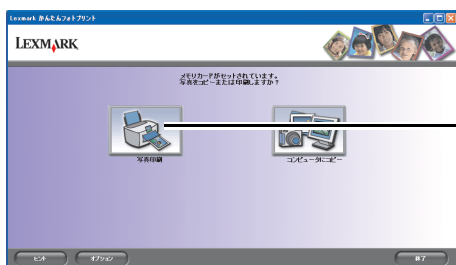 Lexmark かんたんフォトプリント
LEXMARK
メモリカードがセットされています。
写真をコピーまたは印刷しますか？
写真印刷
コンピュータにコピー
ヒント
オプション
終了